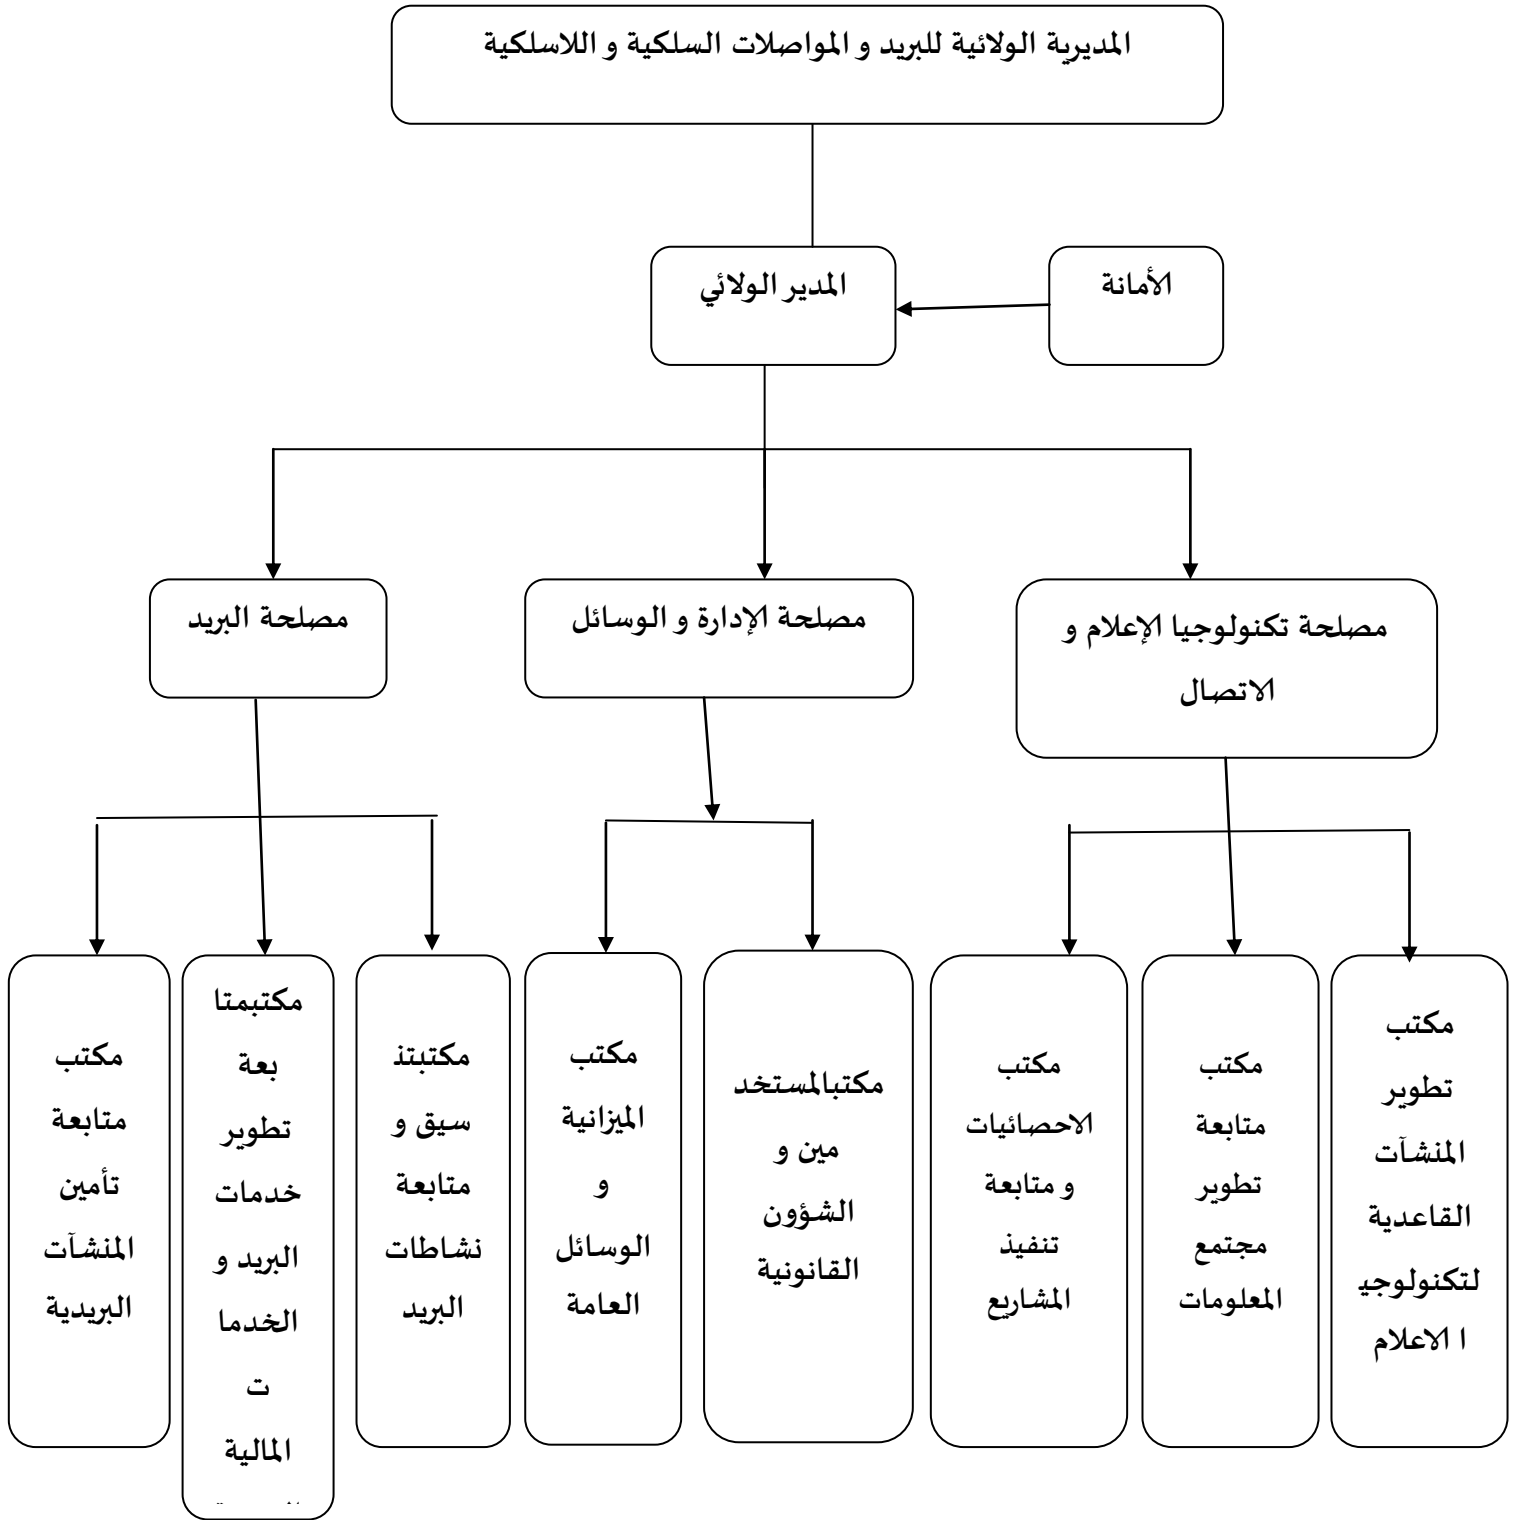 المديرية الولائية للبريد و المواصلات السلكية و اللاسلكية
الأمانة
المدير الولائي
مصلحة تكنولوجيا الإعلام و
الاتصال
مصلحة الإدارة و الوسائل
مصلحة البريد
مكتب
تطوير
المنشآت
القاعدية
لتكنولوجي
ا الاعلام
مكتب
متابعة
تطوير
مجتمع
المعلومات
مكتب
الاحصائيات
و متابعة
تنفيذ
المشاريع
مكتبالمستخد
مين و
الشؤون
القانونية
مكتب
الميزانية
و
الوسائل
العامة
مكتبتن
سيق و
متابعة
نشاطات
البريد
مكتبمتا
بعة
تطوير
خدمات
البريد و
الخدما
ت
المالية
مكتب
متابعة
تأمين
المنشآت
البريدية